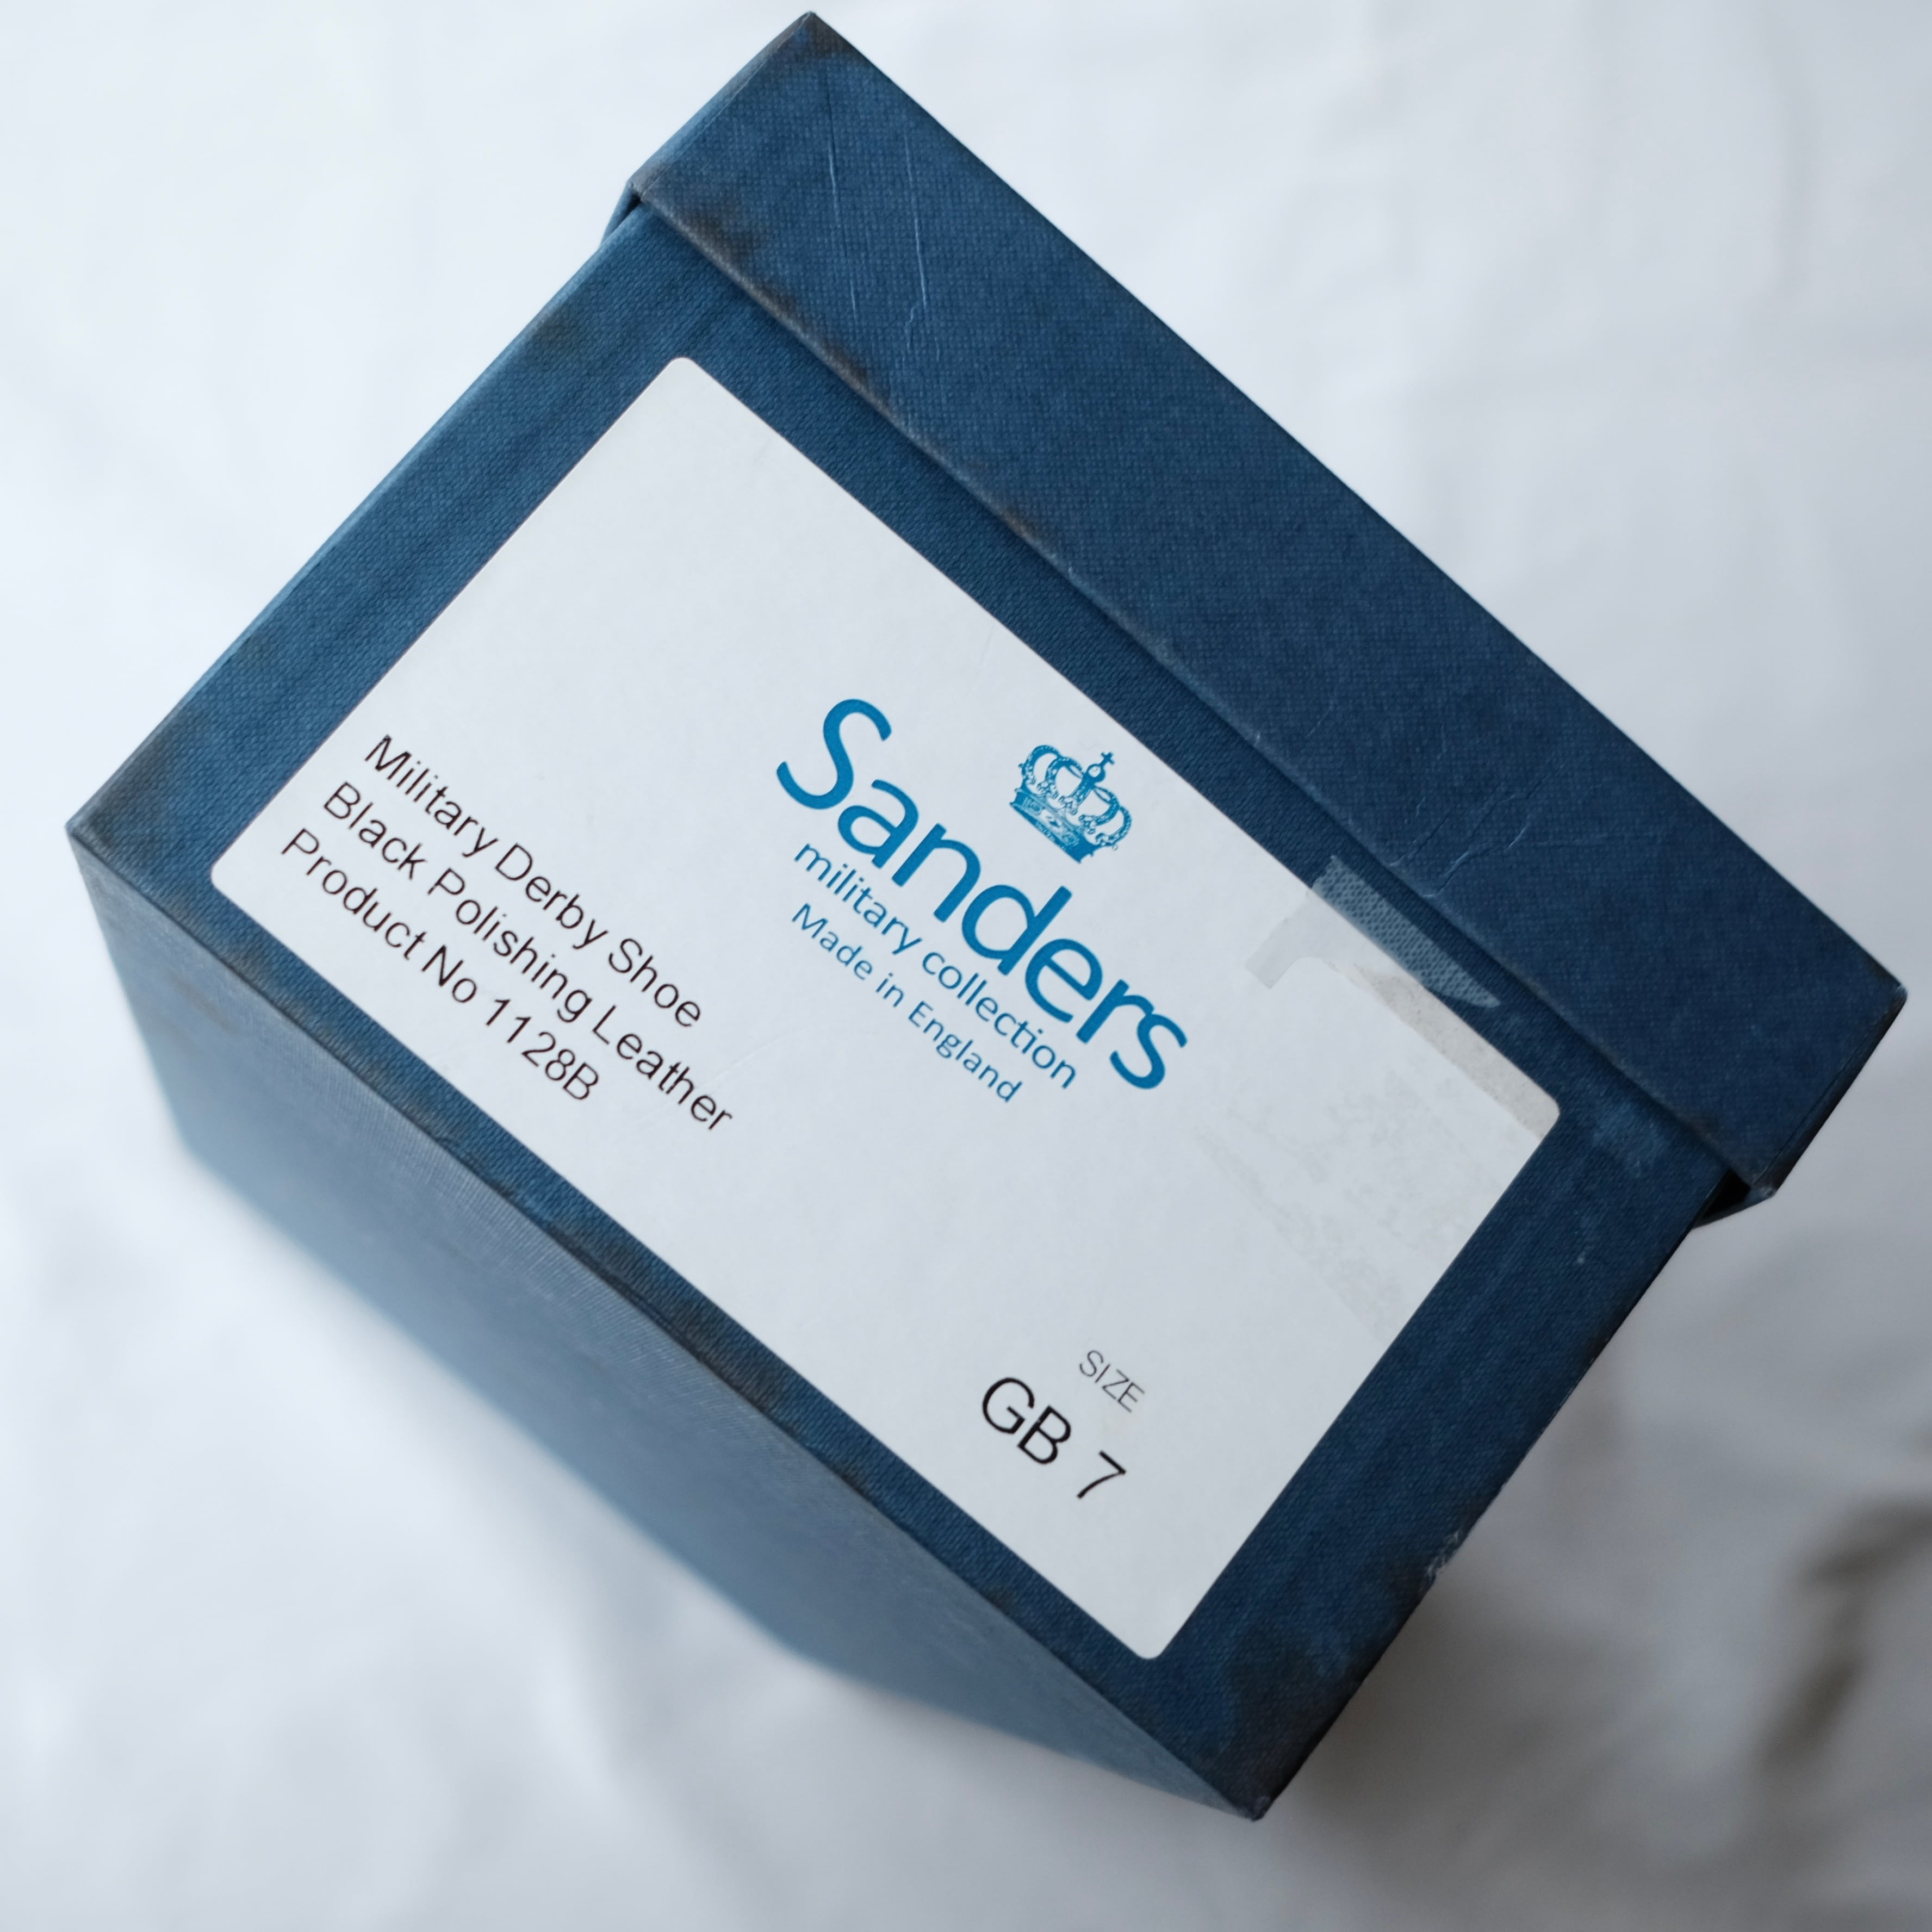 Sanders
military collection
Made in England
Military Derby Shoe
Black Polishing Leather
Product No 1128B
SIZE
GB 7